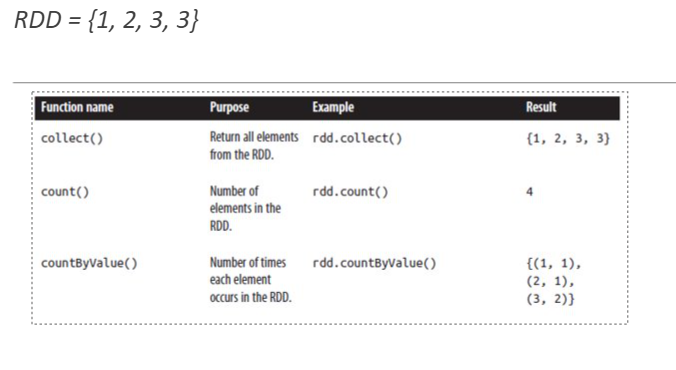 RDD = {1, 2, 3, 3}
Function name Purpose Example Result
collect() Return all elements rdd.collect() {1, 2, 3, 3}
from the RDD.
count() Number of rdd.count() 4
elements in the
RDD.
countByValue() Number of times rdd.countByValue() {(1, 1),
each element (2, 1),
occurs in the RDD. (3, 2)}